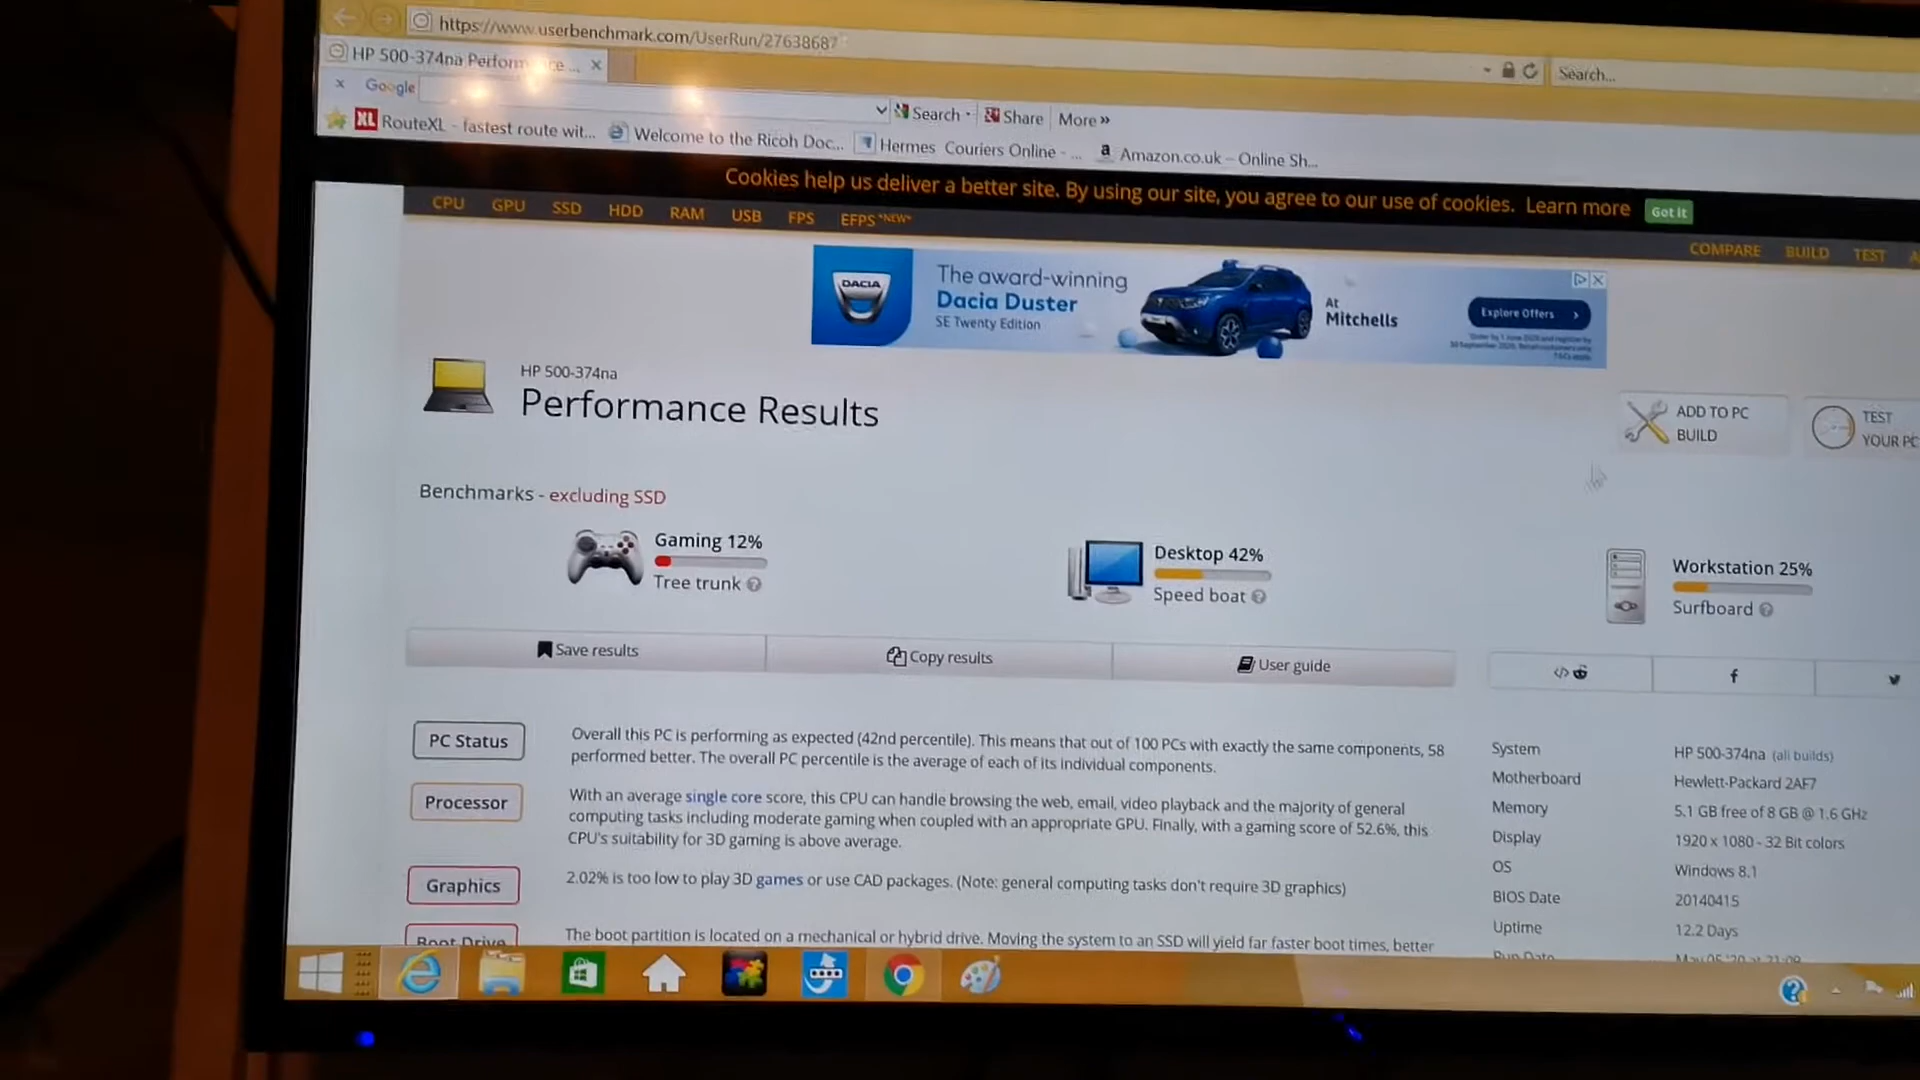 https://www.userbenchmark.com/UserRun/27638687
Search...
HP 500-374na Perform
x Google
Search
Share
More »
XL RouteXL - fastest route wit...
Welcome to the Ricoh Doc...
Hermes Couriers Online - ...
a Amazon.co.uk – Online Sh...
Cookies help us deliver a better site. By using our site, you agree to our use of cookies. Learn more Got it
CPU GPU SSD HDD RAM USB FPS EFPS *NEW*
COMPARE BUILD TEST
DACIA
The award-winning
Dacia Duster
SE Twenty Edition
At
Mitchells
Explore Offers
HP 500-374na
Performance Results
ADD TO PC
BUILD
TEST
YOUR PC
Benchmarks - excluding SSD
Gaming 12%
Tree trunk
Desktop 42%
Speed boat
Workstation 25%
Surfboard
Save results
Copy results
User guide
PC Status
Overall this PC is performing as expected (42nd percentile). This means that out of 100 PCs with exactly the same components, 58
performed better. The overall PC percentile is the average of each of its individual components.
Processor
With an average single core score, this CPU can handle browsing the web, email, video playback and the majority of general
computing tasks including moderate gaming when coupled with an appropriate GPU. Finally, with a gaming score of 52.6%, this
CPU's suitability for 3D gaming is above average.
Graphics
2.02% is too low to play 3D games or use CAD packages. (Note: general computing tasks don't require 3D graphics)
Boot Drive
The boot partition is located on a mechanical or hybrid drive. Moving the system to an SSD will yield far faster boot times, better
System HP 500-374na (all builds)
Motherboard Hewlett-Packard 2AF7
Memory 5.1 GB free of 8 GB @ 1.6 GHz
Display 1920 x 1080 - 32 Bit colors
OS Windows 8.1
BIOS Date 20140415
Uptime 12.2 Days
Run Date May 05 '20 at 21:09